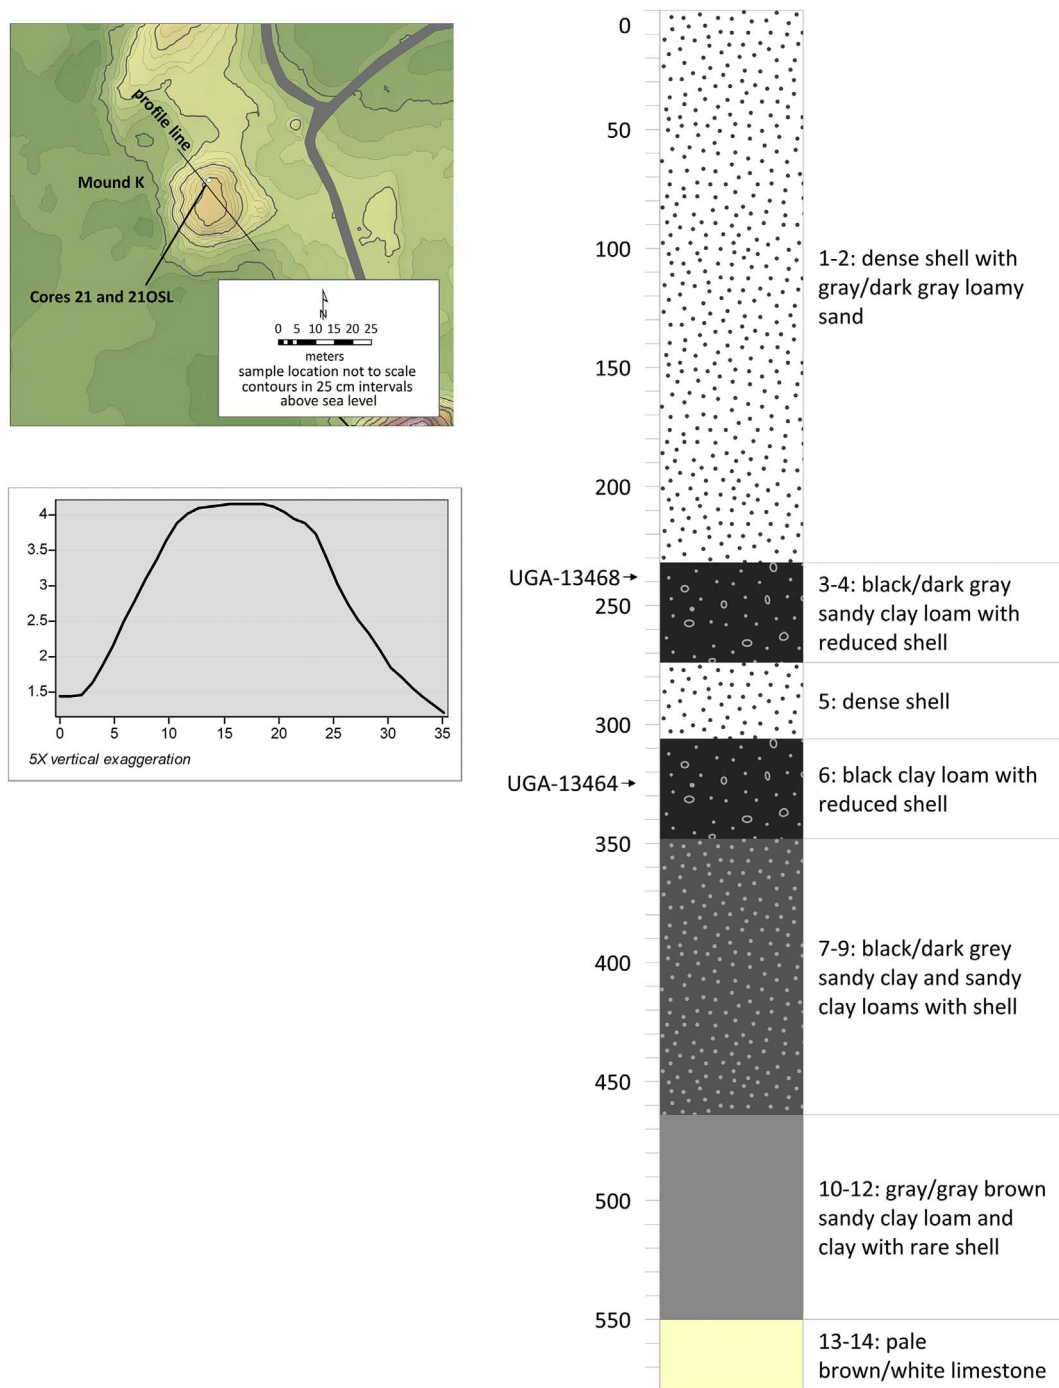 profile line
Mound K
Cores 21 and 21OSL
N
0 5 10 15 20 25
meters
sample location not to scale
contours in 25 cm intervals
above sea level
4
3.5
3
2.5
2
1.5
0 5 10 15 20 25 30 35
5X vertical exaggeration
0
50
100
150
200
250
300
350
400
450
500
550
UGA-13468
UGA-13464
1-2: dense shell with
gray/dark gray loamy
sand
3-4: black/dark gray
sandy clay loam with
reduced shell
5: dense shell
6: black clay loam with
reduced shell
7-9: black/dark grey
sandy clay and sandy
clay loams with shell
10-12: gray/gray brown
sandy clay loam and
clay with rare shell
13-14: pale
brown/white limestone